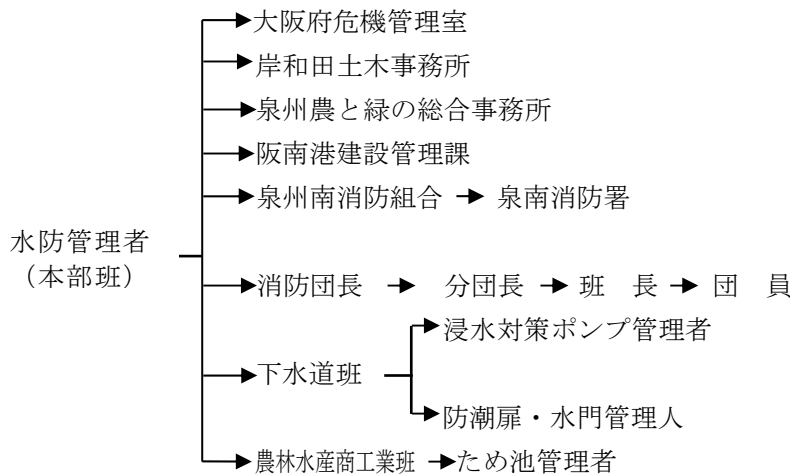 大阪府危機管理室
岸和田土木事務所
泉州農と緑の総合事務所
阪南港建設管理課
泉州南消防組合 → 泉南消防署
水防管理者
（本部班）
消防団長 → 分団長 → 班 長 → 団 員
浸水対策ポンプ管理者
下水道班
防潮扉・水門管理人
農林水産商工業班 → ため池管理者